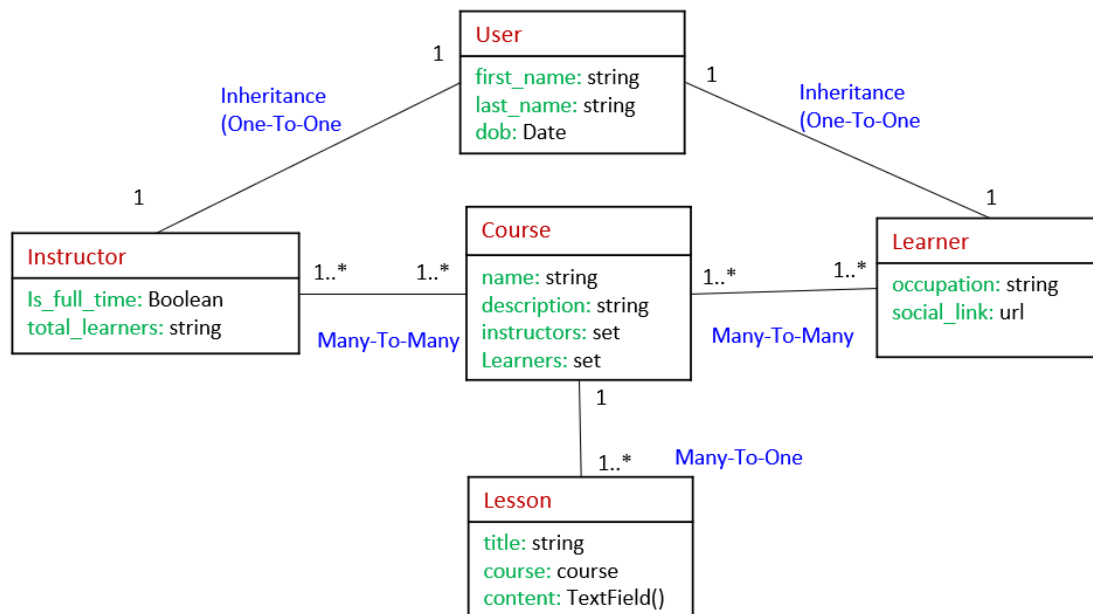 User
1
first_name: string
last_name: string
dob: Date
1
Inheritance
(One-To-One
Inheritance
(One-To-One
1
1
Instructor
Is_full_time: Boolean
total_learners: string
1..*
1..*
Many-To-Many
Course
name: string
description: string
instructors: set
Learners: set
1..*
1..*
Many-To-Many
Learner
occupation: string
social_link: url
1
1..*
Many-To-One
Lesson
title: string
course: course
content: TextField()